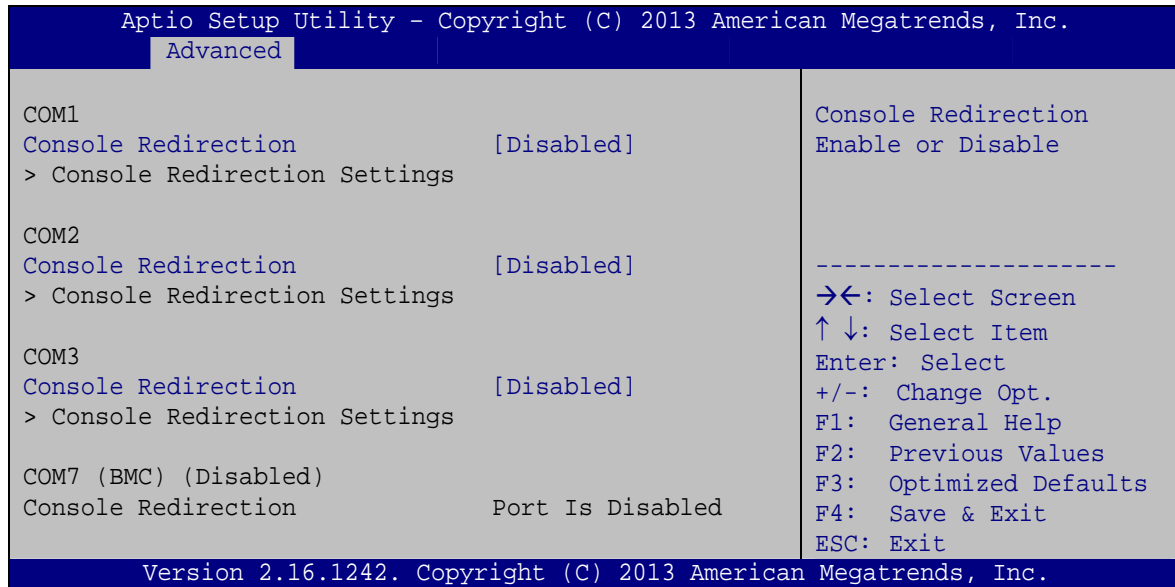 Aptio Setup Utility – Copyright (C) 2013 American Megatrends, Inc.
Advanced
COM1
Console Redirection [Disabled]
> Console Redirection Settings
COM2
Console Redirection [Disabled]
> Console Redirection Settings
COM3
Console Redirection [Disabled]
> Console Redirection Settings
COM7 (BMC) (Disabled)
Console Redirection Port Is Disabled
Console Redirection
Enable or Disable
----------------------
→←: Select Screen
↑ ↓: Select Item
Enter: Select
+/-: Change Opt.
F1: General Help
F2: Previous Values
F3: Optimized Defaults
F4: Save & Exit
ESC: Exit
Version 2.16.1242. Copyright (C) 2013 American Megatrends, Inc.